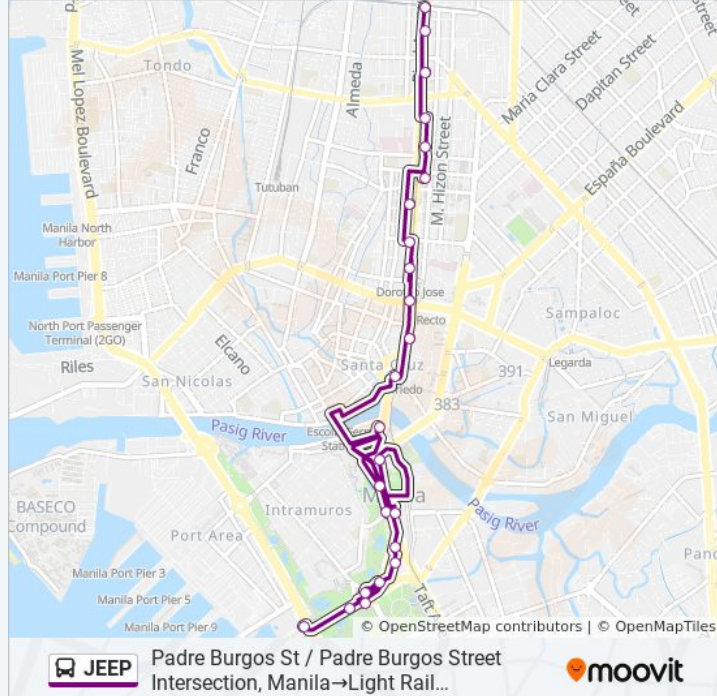 Tondo
Almeda
Maria Clara Street
Dapitan Street
Mel Lopez Boulevard
Franco
M. Hizon Street
España Boulevard
Tutuban
Manila North
Harbor
Manila Port Pier 8
Sampaloc
North Port Passenger
Terminal (2GO)
Recto
Riles
Elcano
Santa Cruz
Legarda
391
San Nicolas
383
San Miguel
Pasig River
BASECO
Compound
Intramuros
Pasig River
Port Area
Manila Port Pier 3
Manila Port Pier 5
Taft A
Manila Port Pier 9
© OpenStreetMap contributors | © OpenMapTiles
JEEP
Padre Burgos St / Padre Burgos Street
Intersection, Manila→Light Rail…
moovit